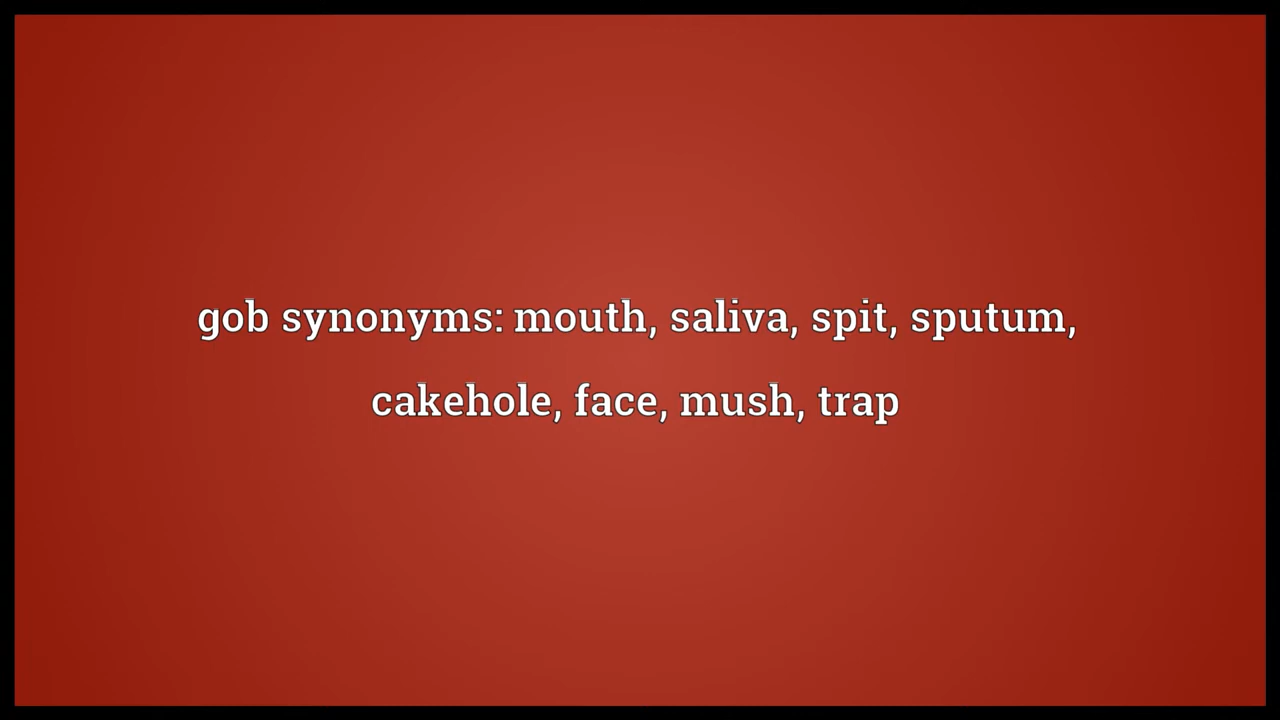 gob synonyms: mouth, saliva, spit, sputum,
cakehole, face, mush, trap